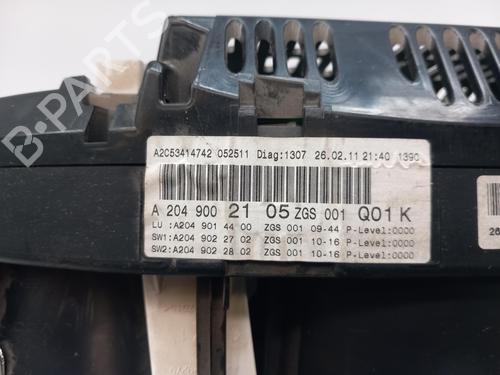 A2C53414742 052511 Diag:1307 26.02.11 21:40 1390
A 204 900 21 05 ZGS 001 Q01 K
LU :A204 901 44 00 ZGS 001 09-44 P-Level:0000
SW1:A204 902 27 02 ZGS 001 10-16 P-Level:0000
SW2:A204 902 28 02 ZGS 001 10-16 P-Level:0000
26
B-PARTS